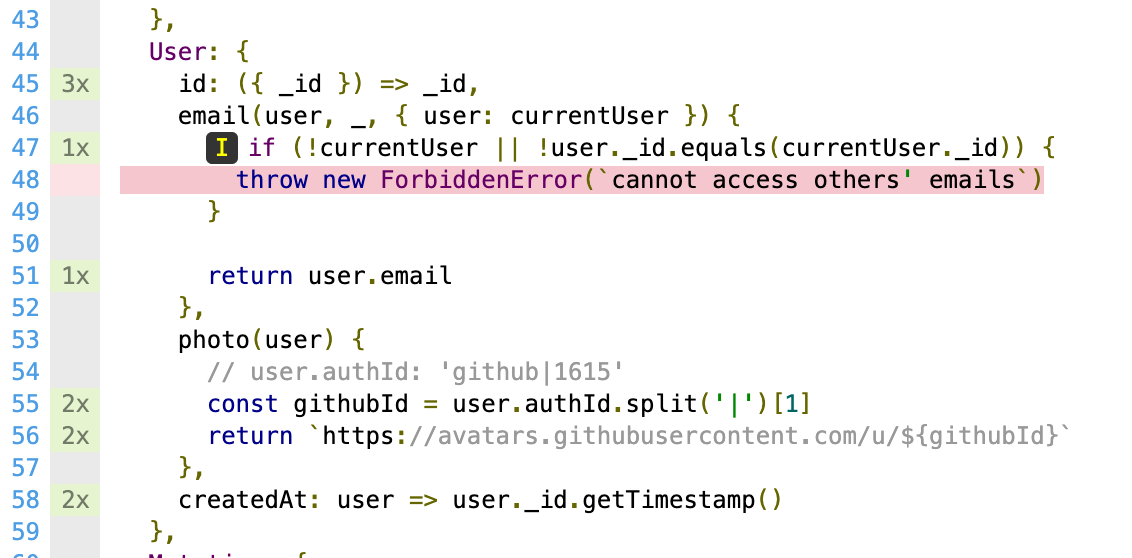 43 },
44 User: {
45 3x id: ({ _id }) => _id,
46 email(user, _, { user: currentUser }) {
47 1x I if (!currentUser || !user._id.equals(currentUser._id)) {
48 throw new ForbiddenError(`cannot access others' emails`)
49 }
50
51 1x return user.email
52 },
53 photo(user) {
54 // user.authId: 'github|1615'
55 2x const githubId = user.authId.split('|')[1]
56 2x return `https://avatars.githubusercontent.com/u/${githubId}`
57 },
58 2x createdAt: user => user._id.getTimestamp()
59 },